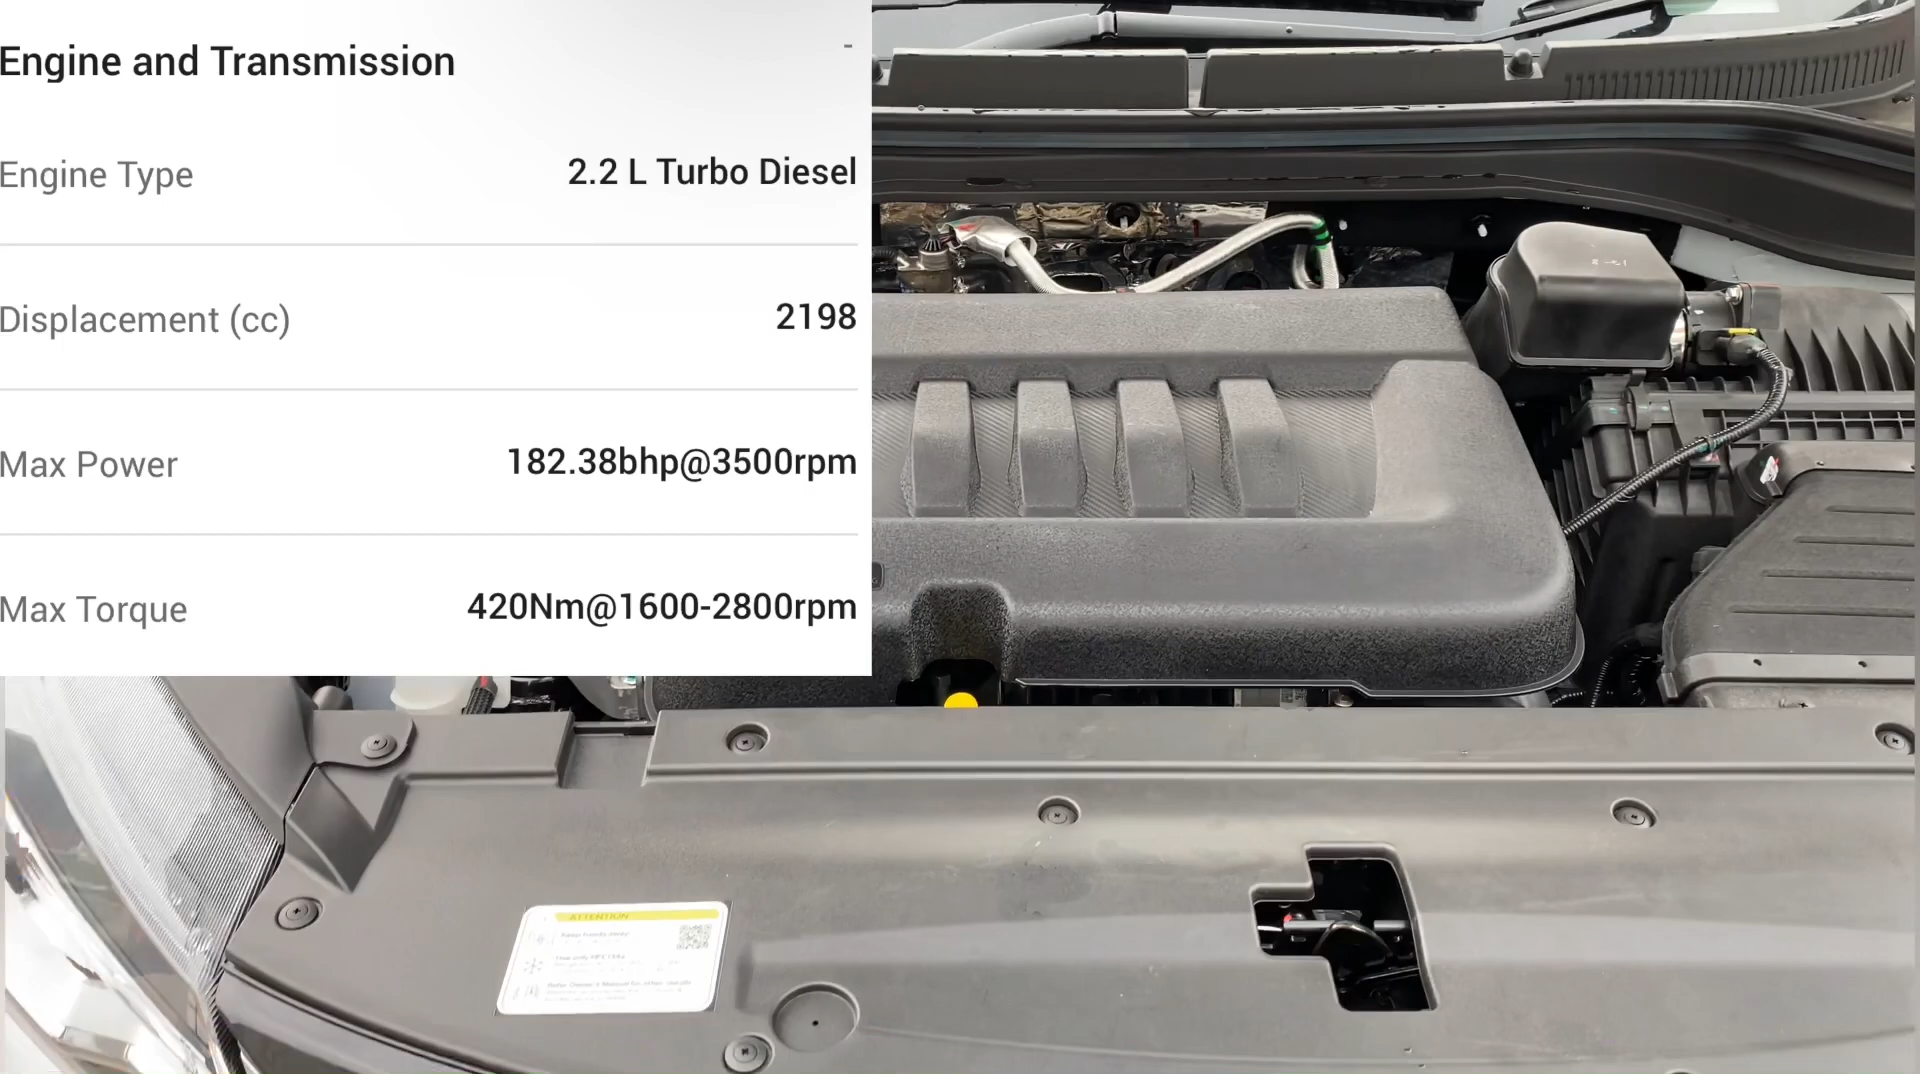 Engine and Transmission -
Engine Type 2.2 L Turbo Diesel
Displacement (cc) 2198
Max Power 182.38bhp@3500rpm
Max Torque 420Nm@1600-2800rpm
ATTENTION